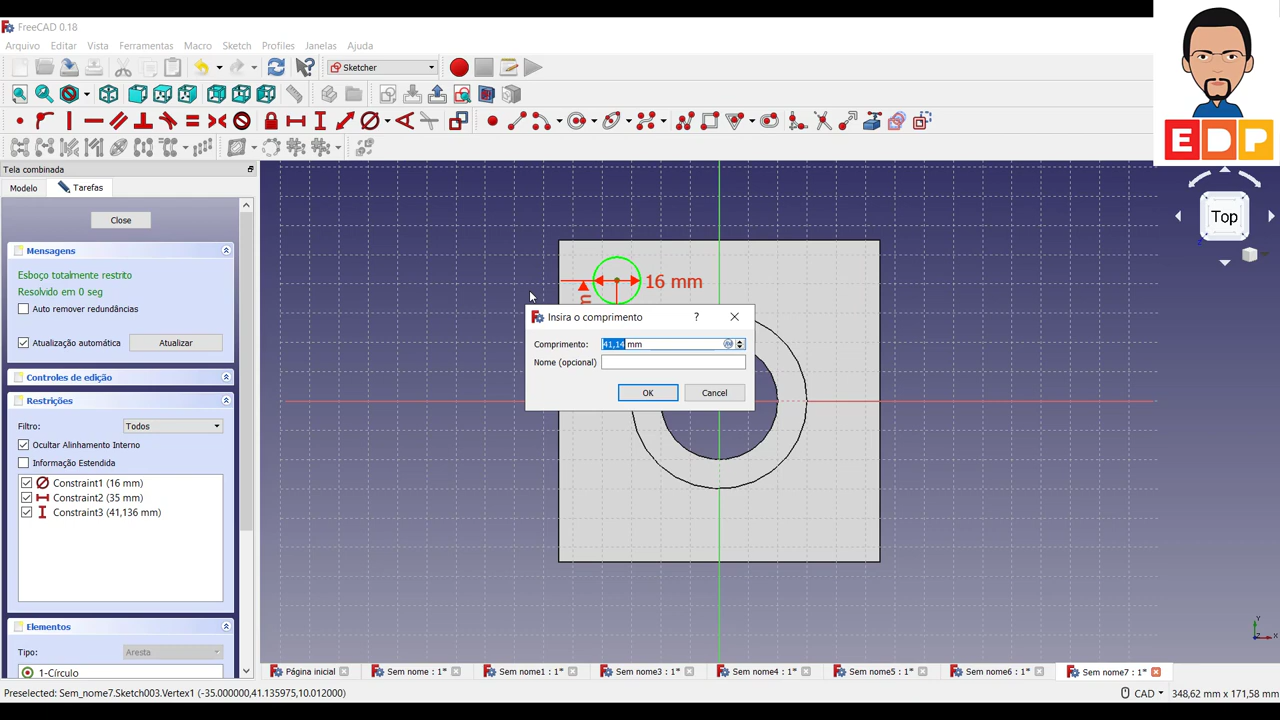 FreeCAD 0.18
Arquivo Editar Vista Ferramentas Macro Sketch Profiles Janelas Ajuda
Sketcher
EDP
Tela combinada
Modelo Tarefas
Close
Mensagens
Esboço totalmente restrito
Resolvido em 0 seg
Auto remover redundâncias
Atualização automática Atualizar
Controles de edição
Restrições
Filtro: Todos
Ocultar Alinhamento Interno
Informação Estendida
Constraint1 (16 mm)
Constraint2 (35 mm)
Constraint3 (41,136 mm)
Elementos
Tipo: Aresta
1-Círculo
Top
16 mm
Insira o comprimento ?
Comprimento: 41,14 mm
Nome (opcional)
OK Cancel
Y
Z X
Página inicial Sem nome : 1* Sem nome1 : 1* Sem nome3 : 1* Sem nome4 : 1* Sem nome5 : 1* Sem nome6 : 1* Sem nome7 : 1*
Preselected: Sem_nome7.Sketch003.Vertex1 (-35.000000,41.135975,10.012000) CAD 348,62 mm x 171,58 mm